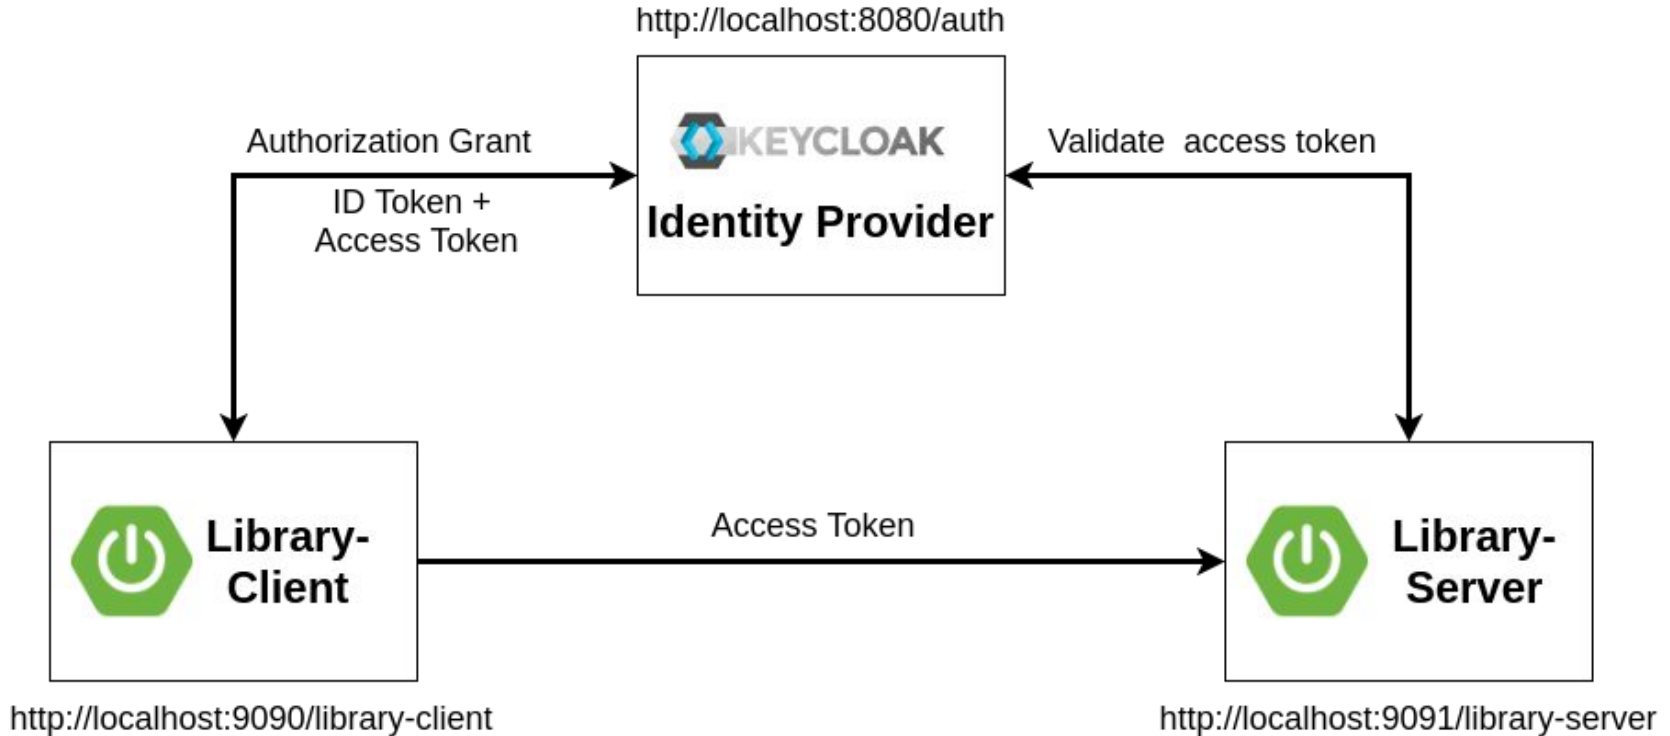 http://localhost:8080/auth
KEYCLOAK
Identity Provider
Authorization Grant
ID Token +
Access Token
Validate  access token
Library-
Client
Access Token
Library-
Server
http://localhost:9090/library-client
http://localhost:9091/library-server